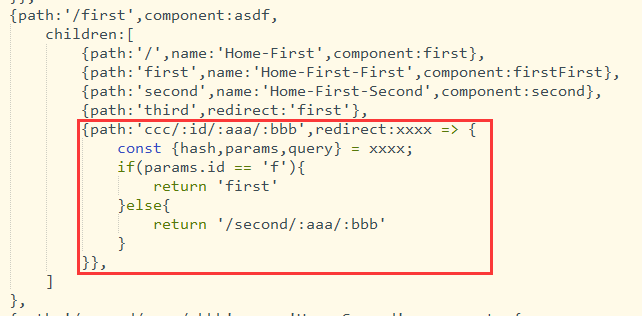 {path:'/first',component:asdf,
children:[
{path:'/',name:'Home-First',component:first},
{path:'first',name:'Home-First-First',component:firstFirst},
{path:'second',name:'Home-First-Second',component:second},
{path:'third',redirect:'first'},
{path:'ccc/:id/:aaa/:bbb',redirect:xxxx => {
const {hash,params,query} = xxxx;
if(params.id == 'f'){
return 'first'
}else{
return '/second/:aaa/:bbb'
}
}},
]
},